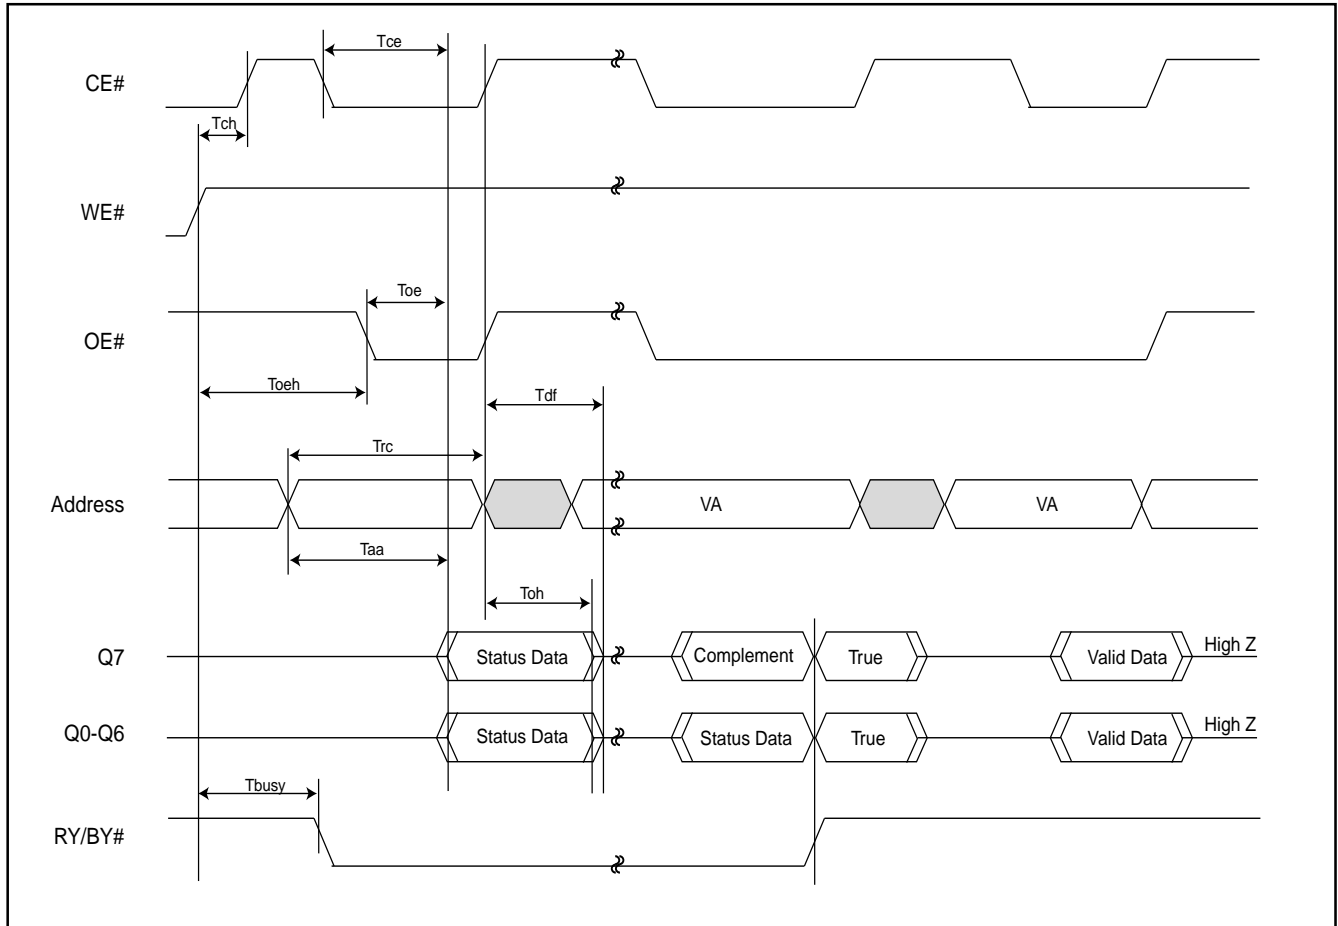 Tce
CE#
Tch
WE#
Toe
OE#
Toeh
Tdf
Trc
Address
VA
VA
Taa
Toh
Q7
Status Data
Complement
True
Valid Data
High Z
Q0-Q6
Status Data
Status Data
True
Valid Data
High Z
Tbusy
RY/BY#